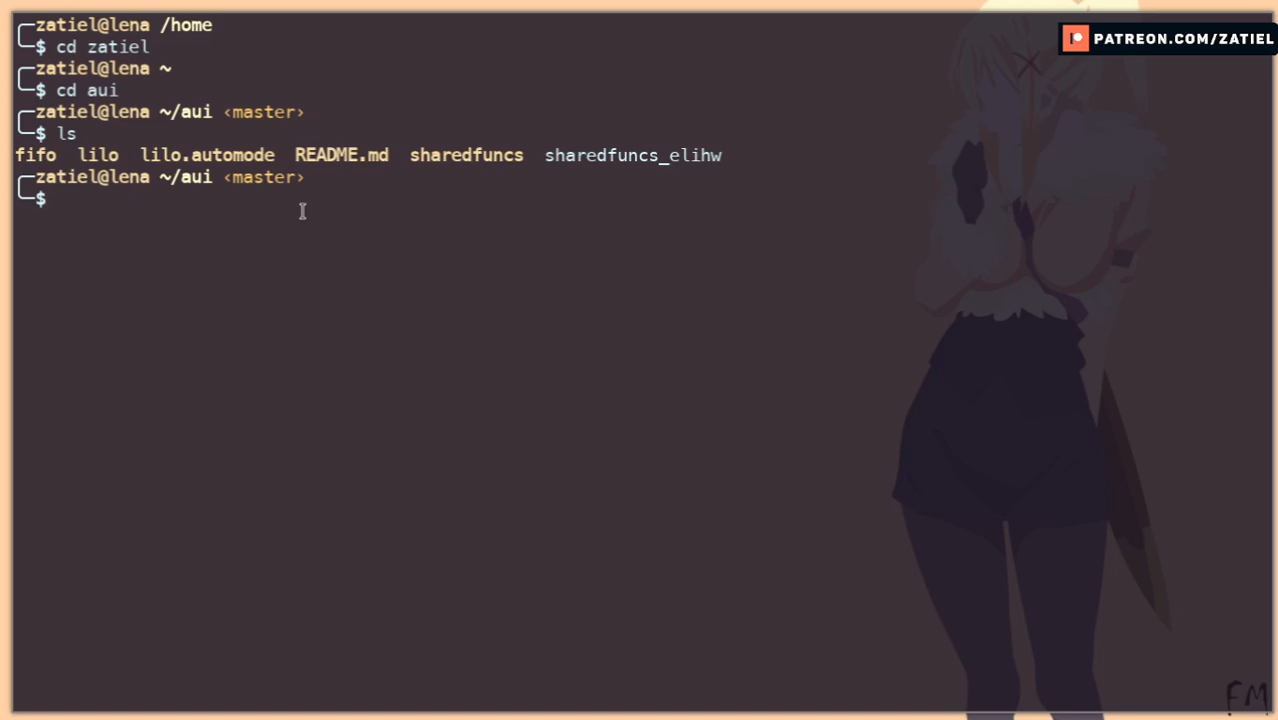 zatiel@lena /home
$ cd zatiel
zatiel@lena ~
$ cd aui
zatiel@lena ~/aui ‹master›
$ ls
fifo lilo lilo.automode README.md sharedfuncs sharedfuncs_elihw
zatiel@lena ~/aui ‹master›
$
PATREON.COM/ZATIEL
FM